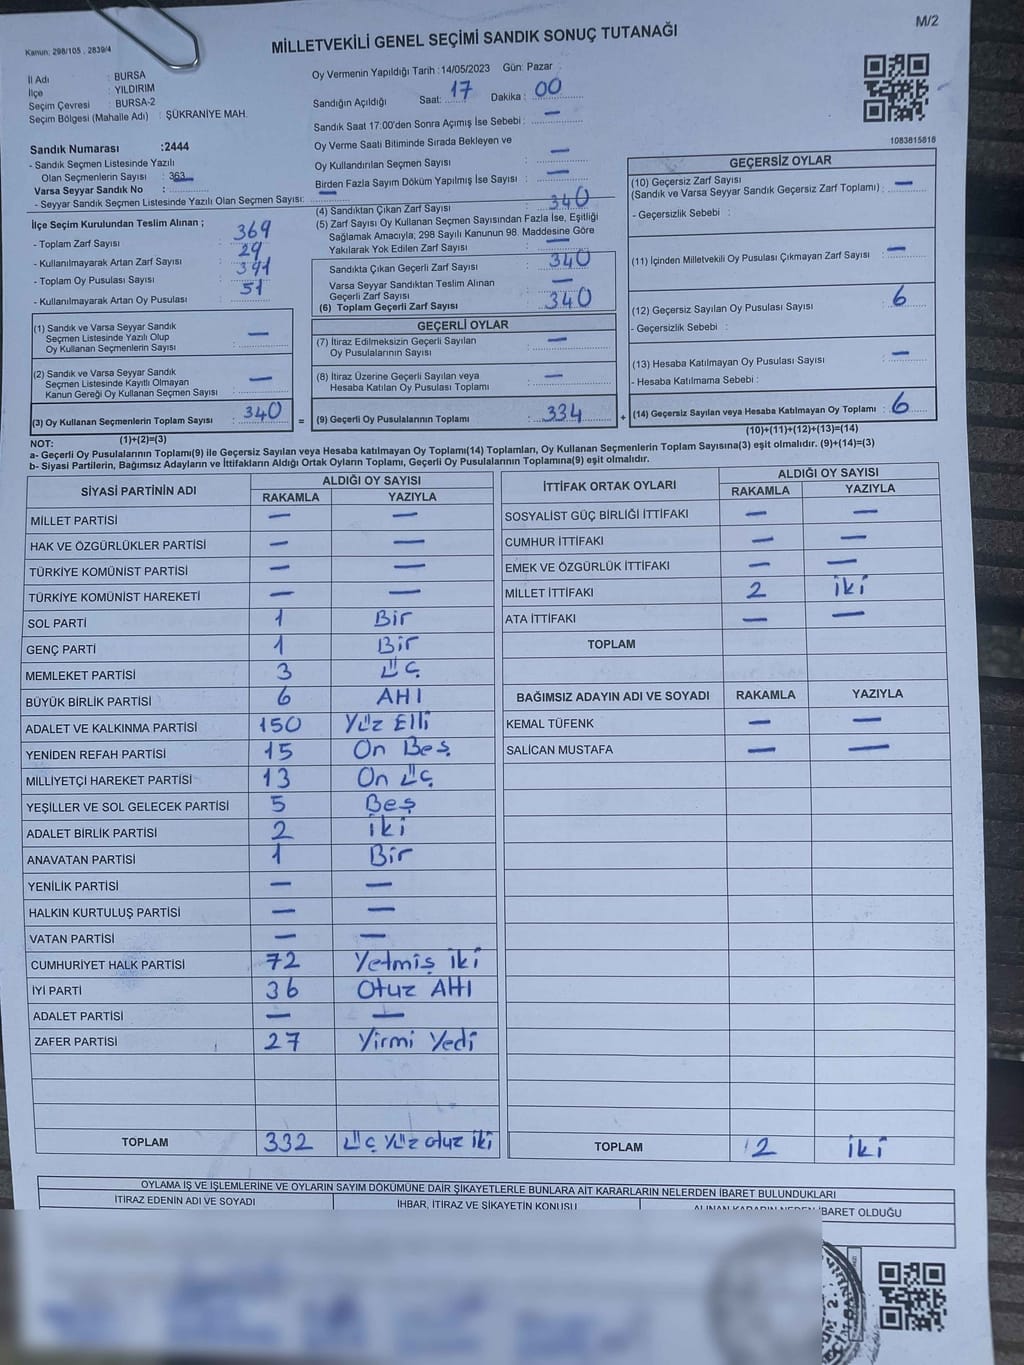 Kanun: 298/105 , 2839/4
MİLLETVEKİLİ GENEL SEÇİMİ SANDIK SONUÇ TUTANAĞI
M/2
İl Adı : BURSA
İlçe : YILDIRIM
Seçim Çevresi : BURSA-2
Seçim Bölgesi (Mahalle Adı) : ŞÜKRANİYE MAH.
Sandık Numarası :2444
- Sandık Seçmen Listesinde Yazılı
Olan Seçmenlerin Sayısı : 363
Varsa Seyyar Sandık No :
- Seyyar Sandık Seçmen Listesinde Yazılı Olan Seçmen Sayısı: —
Oy Vermenin Yapıldığı Tarih :14/05/2023 Gün: Pazar
Sandığın Açıldığı Saat: 17 Dakika : 00
Sandık Saat 17:00'den Sonra Açımış İse Sebebi : —
Oy Verme Saati Bitiminde Sırada Bekleyen ve
Oy Kullandırılan Seçmen Sayısı : —
Birden Fazla Sayım Döküm Yapılmış İse Sayısı : —
1083815616
İlçe Seçim Kurulundan Teslim Alınan ;
- Toplam Zarf Sayısı : 369
- Kullanılmayarak Artan Zarf Sayısı : 29
- Toplam Oy Pusulası Sayısı : 391
- Kullanılmayarak Artan Oy Pusulası : 51
(4) Sandıktan Çıkan Zarf Sayısı : 340
(5) Zarf Sayısı Oy Kullanan Seçmen Sayısından Fazla İse, Eşitliği
Sağlamak Amacıyla, 298 Sayılı Kanunun 98. Maddesine Göre
Yakılarak Yok Edilen Zarf Sayısı : —
Sandıkta Çıkan Geçerli Zarf Sayısı : 340
Varsa Seyyar Sandıktan Teslim Alınan
Geçerli Zarf Sayısı : —
(6) Toplam Geçerli Zarf Sayısı : 340
GEÇERSİZ OYLAR
(10) Geçersiz Zarf Sayısı
(Sandık ve Varsa Seyyar Sandık Geçersiz Zarf Toplamı) : —
- Geçersizlik Sebebi :
(11) İçinden Milletvekili Oy Pusulası Çıkmayan Zarf Sayısı : —
(12) Geçersiz Sayılan Oy Pusulası Sayısı : 6
- Geçersizlik Sebebi :
(13) Hesaba Katılmayan Oy Pusulası Sayısı : —
- Hesaba Katılmama Sebebi :
(14) Geçersiz Sayılan veya Hesaba Katılmayan Oy Toplamı : 6
(10)+(11)+(12)+(13)=(14)
(1) Sandık ve Varsa Seyyar Sandık
Seçmen Listesinde Yazılı Olup
Oy Kullanan Seçmenlerin Sayısı : —
(2) Sandık ve Varsa Seyyar Sandık
Seçmen Listesinde Kayıtlı Olmayan
Kanun Gereği Oy Kullanan Seçmen Sayısı : —
(3) Oy Kullanan Seçmenlerin Toplam Sayısı : 340 =
(1)+(2)=(3)
GEÇERLİ OYLAR
(7) İtiraz Edilmeksizin Geçerli Sayılan
Oy Pusulalarının Sayısı : —
(8) İtiraz Üzerine Geçerli Sayılan veya
Hesaba Katılan Oy Pusulası Toplamı : —
(9) Geçerli Oy Pusulalarının Toplamı : 334 +
NOT:
a- Geçerli Oy Pusulalarının Toplamı(9) ile Geçersiz Sayılan veya Hesaba katılmayan Oy Toplamı(14) Toplamları, Oy Kullanan Seçmenlerin Toplam Sayısına(3) eşit olmalıdır. (9)+(14)=(3)
b- Siyasi Partilerin, Bağımsız Adayların ve İttifakların Aldığı Ortak Oyların Toplamı, Geçerli Oy Pusulalarının Toplamına(9) eşit olmalıdır.
SİYASİ PARTİNİN ADI ALDIĞI OY SAYISI
RAKAMLA YAZIYLA
MİLLET PARTİSİ — —
HAK VE ÖZGÜRLÜKLER PARTİSİ — —
TÜRKİYE KOMÜNİST PARTİSİ — —
TÜRKİYE KOMÜNİST HAREKETİ — —
SOL PARTİ 1 Bir
GENÇ PARTİ 1 Bir
MEMLEKET PARTİSİ 3 Üç
BÜYÜK BİRLİK PARTİSİ 6 Altı
ADALET VE KALKINMA PARTİSİ 150 Yüz Elli
YENİDEN REFAH PARTİSİ 15 On Beş
MİLLİYETÇİ HAREKET PARTİSİ 13 On Üç
YEŞİLLER VE SOL GELECEK PARTİSİ 5 Beş
ADALET BİRLİK PARTİSİ 2 iki
ANAVATAN PARTİSİ 1 Bir
YENİLİK PARTİSİ — —
HALKIN KURTULUŞ PARTİSİ — —
VATAN PARTİSİ — —
CUMHURİYET HALK PARTİSİ 72 Yetmiş iki
İYİ PARTİ 36 Otuz Altı
ADALET PARTİSİ — —
ZAFER PARTİSİ 27 Yirmi Yedi
TOPLAM 332 Üç Yüz otuz iki
İTTİFAK ORTAK OYLARI ALDIĞI OY SAYISI
RAKAMLA YAZIYLA
SOSYALİST GÜÇ BİRLİĞİ İTTİFAKI — —
CUMHUR İTTİFAKI — —
EMEK VE ÖZGÜRLÜK İTTİFAKI — —
MİLLET İTTİFAKI 2 iki
ATA İTTİFAKI — —
TOPLAM
BAĞIMSIZ ADAYIN ADI VE SOYADI RAKAMLA YAZIYLA
KEMAL TÜFENK — —
SALİCAN MUSTAFA — —
TOPLAM 2 iki
OYLAMA İŞ VE İŞLEMLERİNE VE OYLARIN SAYIM DÖKÜMÜNE DAİR ŞİKAYETLERLE BUNLARA AİT KARARLARIN NELERDEN İBARET BULUNDUKLARI
İTİRAZ EDENİN ADI VE SOYADI İHBAR, İTİRAZ VE ŞİKAYETİN KONUSU ALINAN KARARIN NEDEN İBARET OLDUĞU